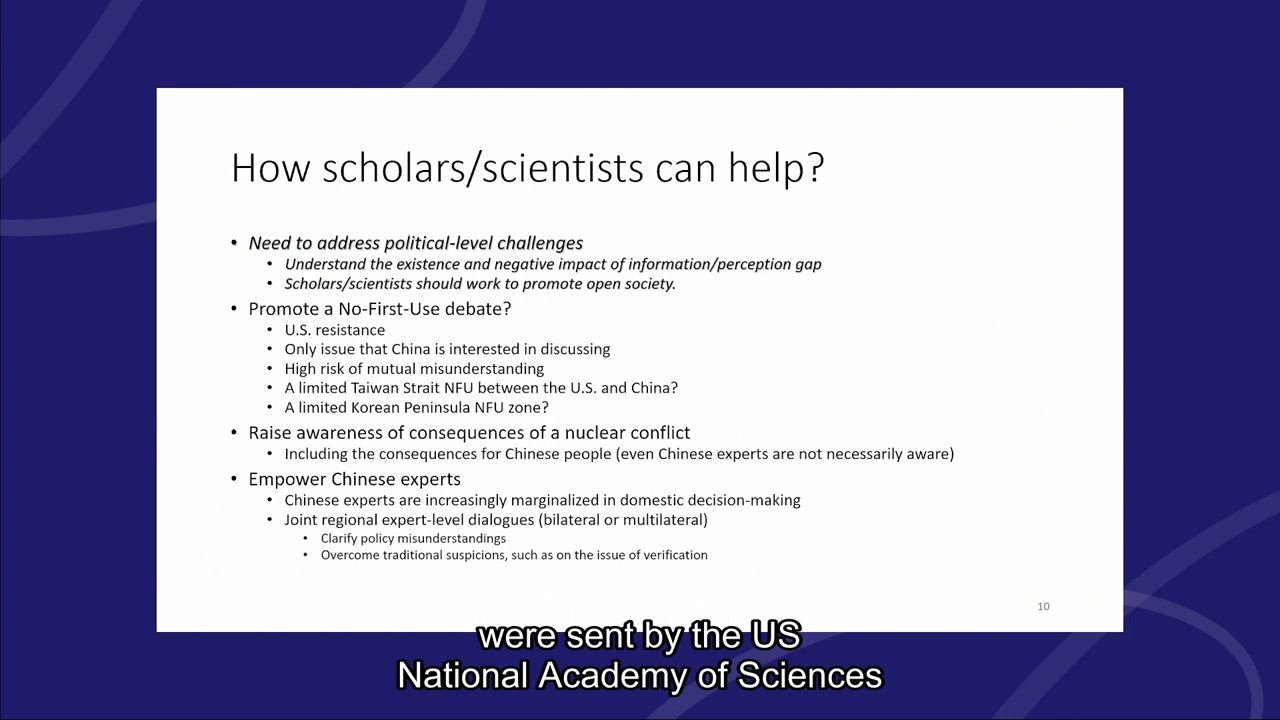 How scholars/scientists can help?
• Need to address political-level challenges
• Understand the existence and negative impact of information/perception gap
• Scholars/scientists should work to promote open society.
• Promote a No-First-Use debate?
• U.S. resistance
• Only issue that China is interested in discussing
• High risk of mutual misunderstanding
• A limited Taiwan Strait NFU between the U.S. and China?
• A limited Korean Peninsula NFU zone?
• Raise awareness of consequences of a nuclear conflict
• Including the consequences for Chinese people (even Chinese experts are not necessarily aware)
• Empower Chinese experts
• Chinese experts are increasingly marginalized in domestic decision-making
• Joint regional expert-level dialogues (bilateral or multilateral)
• Clarify policy misunderstandings
• Overcome traditional suspicions, such as on the issue of verification
10
were sent by the US
National Academy of Sciences